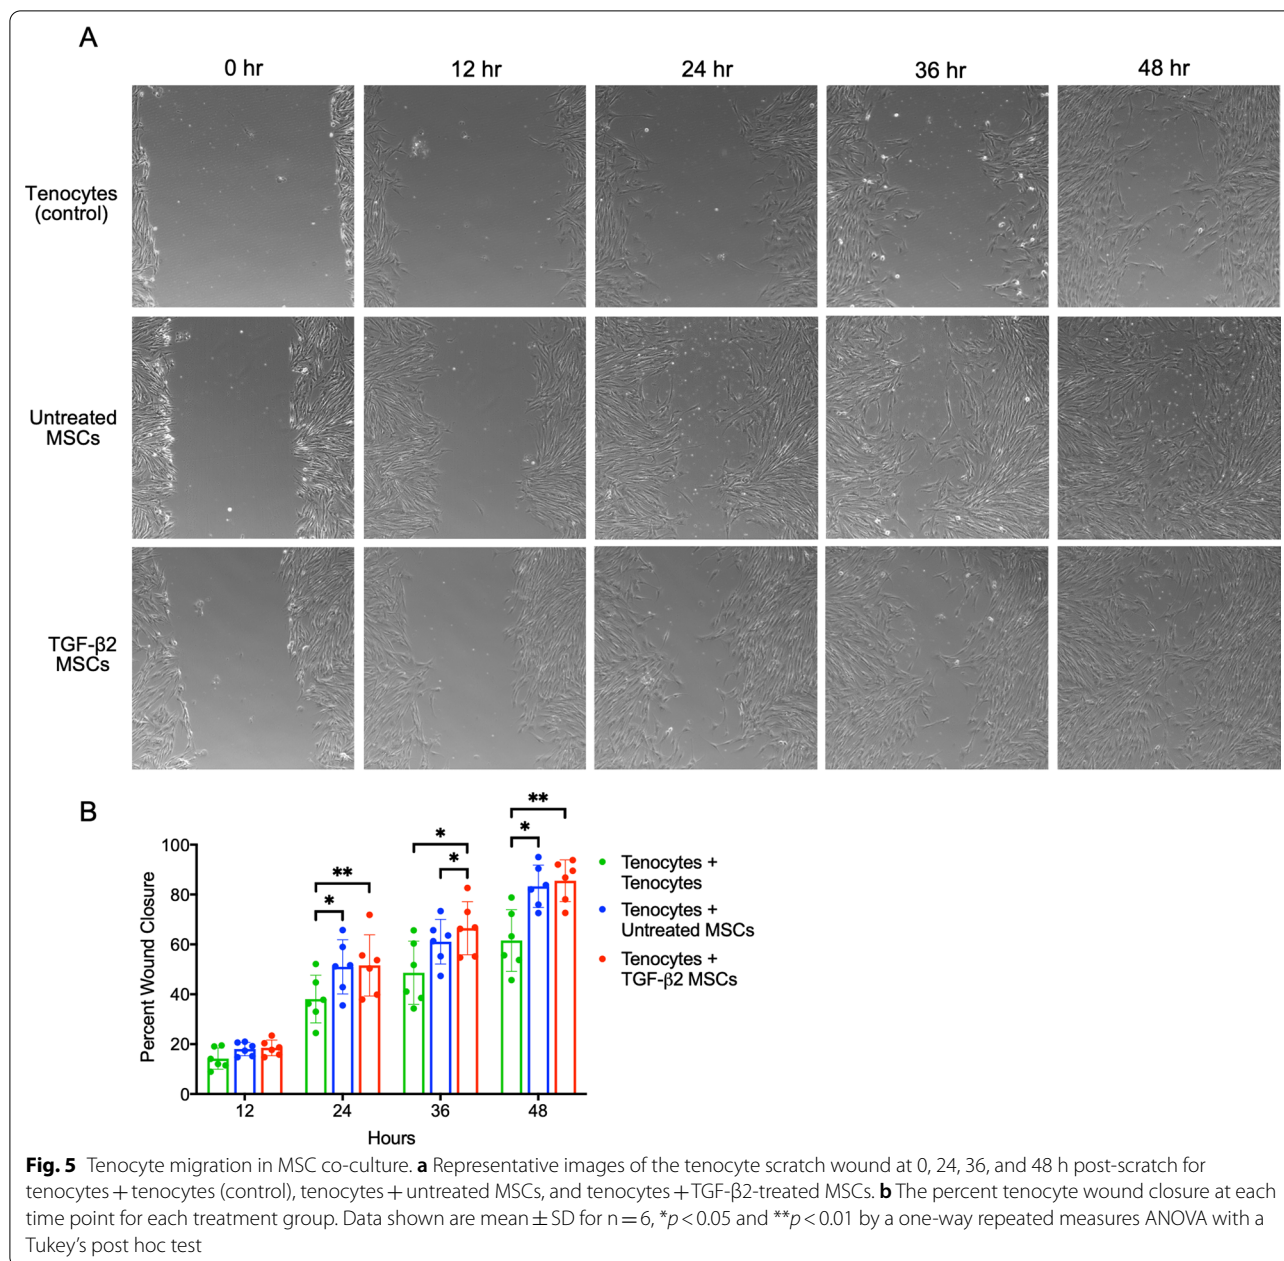 A
0 hr 12 hr 24 hr 36 hr 48 hr
Tenocytes
(control)
Untreated
MSCs
TGF-β2
MSCs
B
Percent Wound Closure
100
80
60
40
20
0
*
**
*
*
*
**
12 24 36 48
Hours
Tenocytes +
Tenocytes
Tenocytes +
Untreated MSCs
Tenocytes +
TGF-β2 MSCs
Fig. 5 Tenocyte migration in MSC co-culture. a Representative images of the tenocyte scratch wound at 0, 24, 36, and 48 h post-scratch for
tenocytes + tenocytes (control), tenocytes + untreated MSCs, and tenocytes + TGF-β2-treated MSCs. b The percent tenocyte wound closure at each
time point for each treatment group. Data shown are mean ± SD for n = 6, *p < 0.05 and **p < 0.01 by a one-way repeated measures ANOVA with a
Tukey's post hoc test